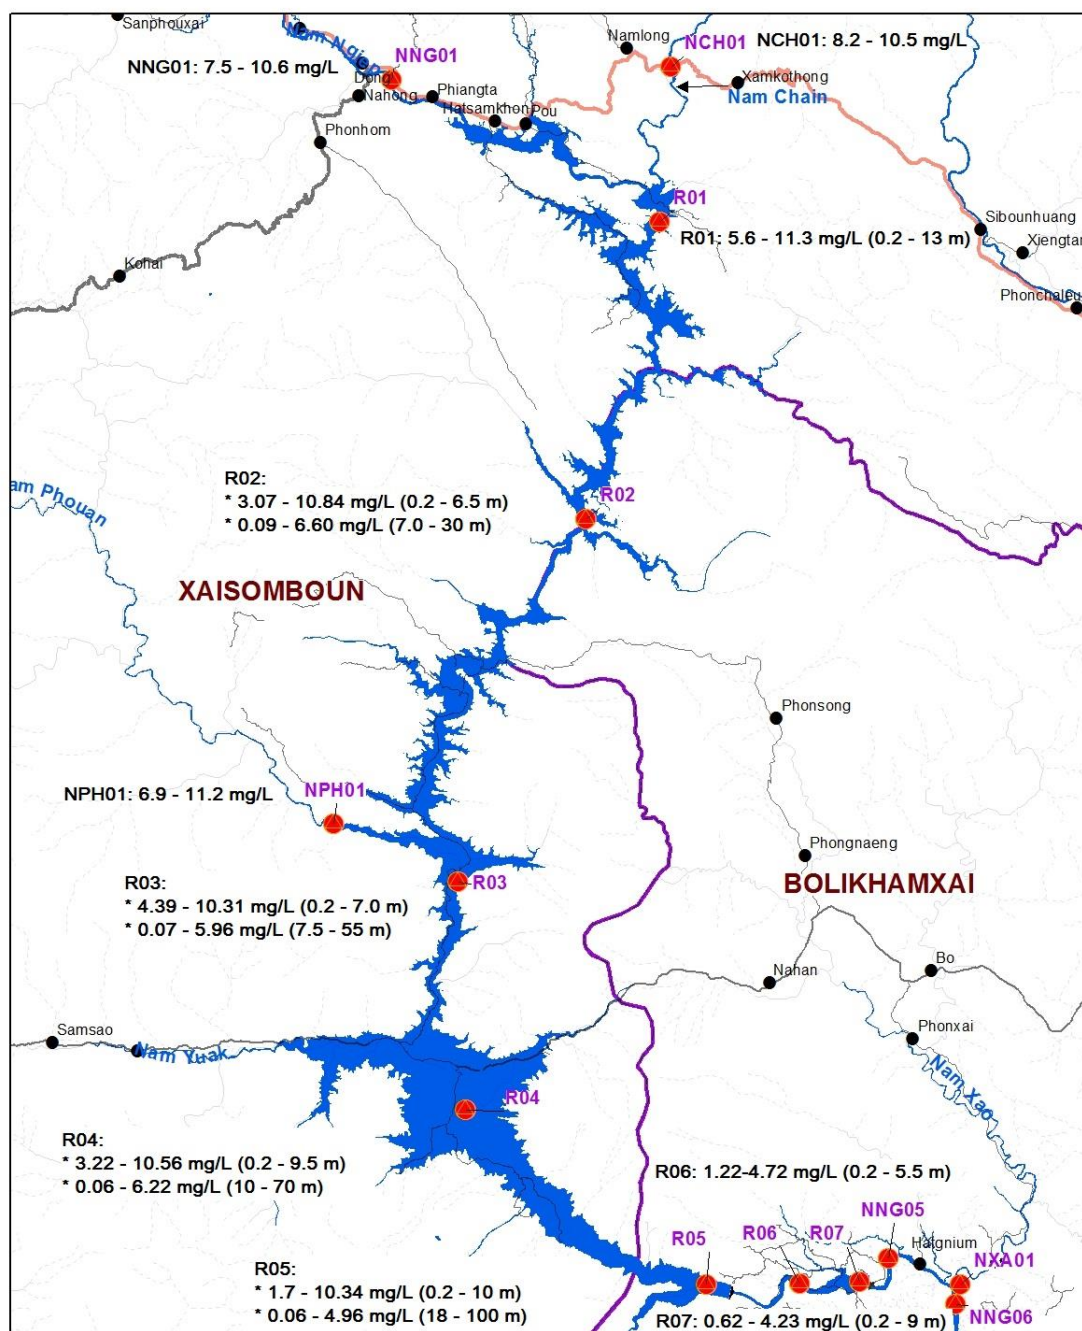 Sanphouxai
Nam Ngiep
NNG01: 7.5 - 10.6 mg/L
NNG01
Namlong
NCH01
NCH01: 8.2 - 10.5 mg/L
Dong
Nahong
Phiangta
Hatsamkhon
Pou
Xamkothong
Nam Chain
Phonhom
R01
R01: 5.6 - 11.3 mg/L (0.2 - 13 m)
Sibounhuang
Xiengtar
Kohai
Phonchaleu
R02:
* 3.07 - 10.84 mg/L (0.2 - 6.5 m)
* 0.09 - 6.60 mg/L (7.0 - 30 m)
R02
am Phouan
XAISOMBOUN
Phonsong
NPH01: 6.9 - 11.2 mg/L
NPH01
Phongnaeng
R03:
* 4.39 - 10.31 mg/L (0.2 - 7.0 m)
* 0.07 - 5.96 mg/L (7.5 - 55 m)
R03
BOLIKHAMXAI
Nahan
Bo
Samsao
Nam Yuak
Phonxai
Nam Xao
R04
R04:
* 3.22 - 10.56 mg/L (0.2 - 9.5 m)
* 0.06 - 6.22 mg/L (10 - 70 m)
R06: 1.22-4.72 mg/L (0.2 - 5.5 m)
NNG05
R05
R06
R07
Hatgnium
NXA01
R05:
* 1.7 - 10.34 mg/L (0.2 - 10 m)
* 0.06 - 4.96 mg/L (18 - 100 m)
R07: 0.62 - 4.23 mg/L (0.2 - 9 m)
NNG06